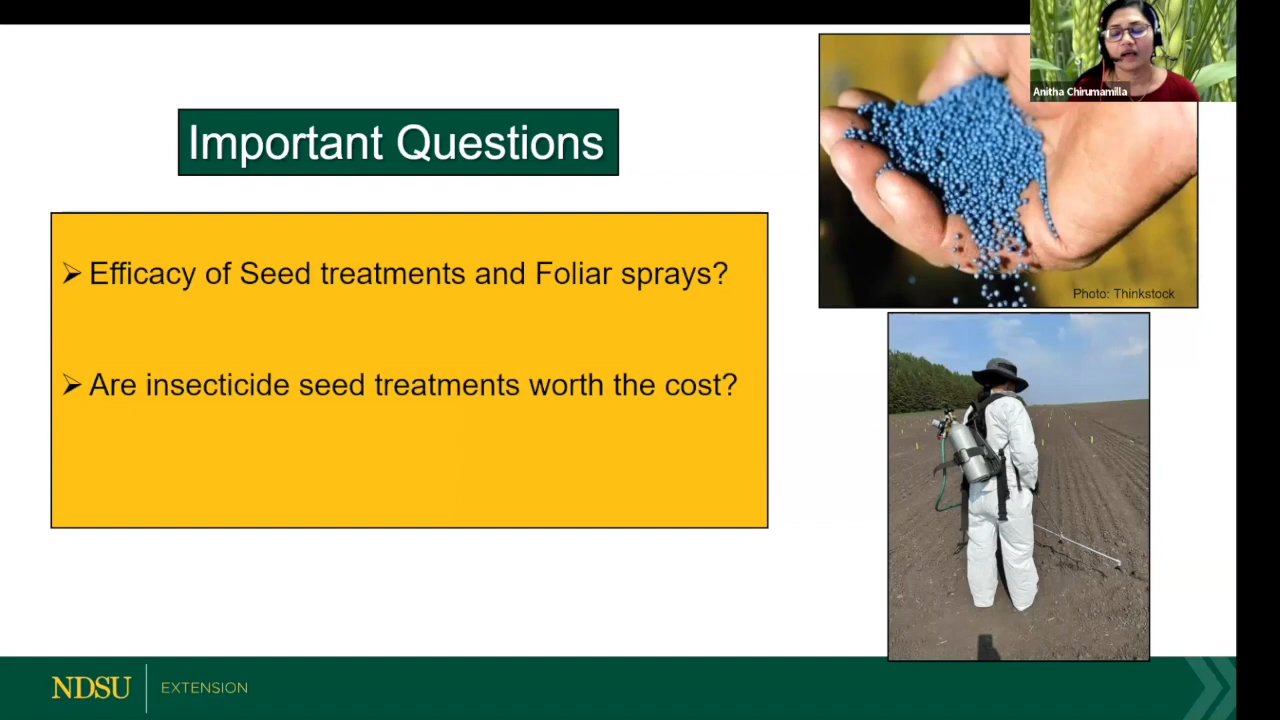 Anitha Chirumamilla
Important Questions
➢ Efficacy of Seed treatments and Foliar sprays?
➢ Are insecticide seed treatments worth the cost?
Photo: Thinkstock
NDSU
EXTENSION